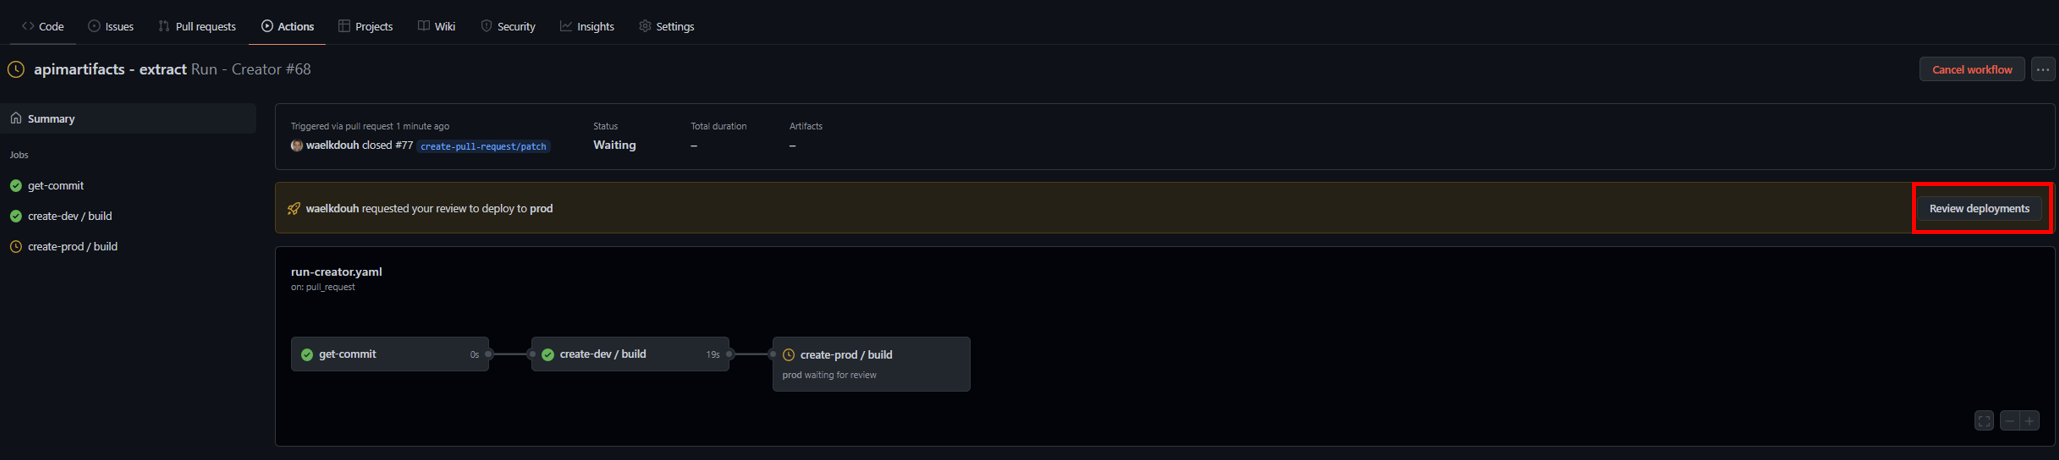 Code Issues Pull requests Actions Projects Wiki Security Insights Settings
apimartifacts - extract Run - Creator #68
Cancel workflow
...
Summary
Jobs
get-commit
create-dev / build
create-prod / build
Triggered via pull request 1 minute ago
waelkdouh closed #77 create-pull-request/patch
Status
Waiting
Total duration
–
Artifacts
–
waelkdouh requested your review to deploy to prod
Review deployments
run-creator.yaml
on: pull_request
get-commit 0s
create-dev / build 19s
create-prod / build
prod waiting for review